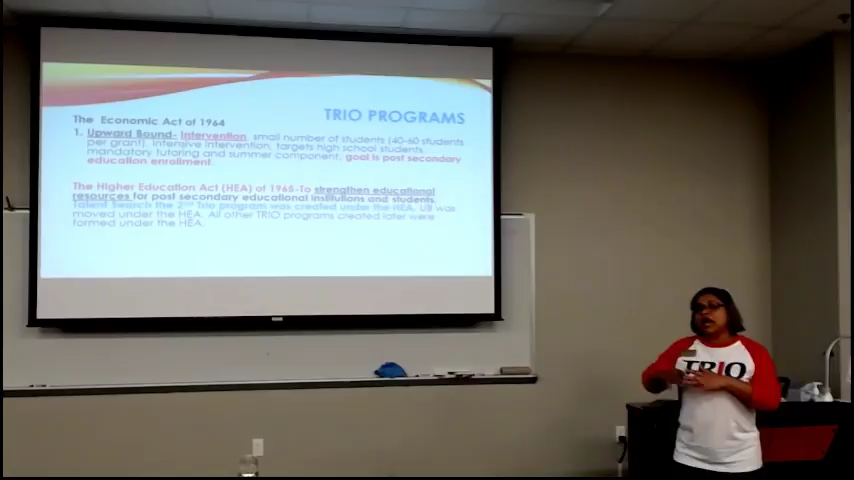 TRIO PROGRAMS
The Economic Act of 1964
1. Upward Bound- Intervention, small number of students (40-60 students
per grant). Intensive intervention, targets high school students,
mandatory tutoring and summer component, goal is post secondary
education enrollment.
The Higher Education Act (HEA) of 1965-To strengthen educational
resources for post secondary educational institutions and students.
Talent Search the 2nd Trio program was created under the HEA. UB was
moved under the HEA. All other TRIO programs created later were
formed under the HEA.
TRIO